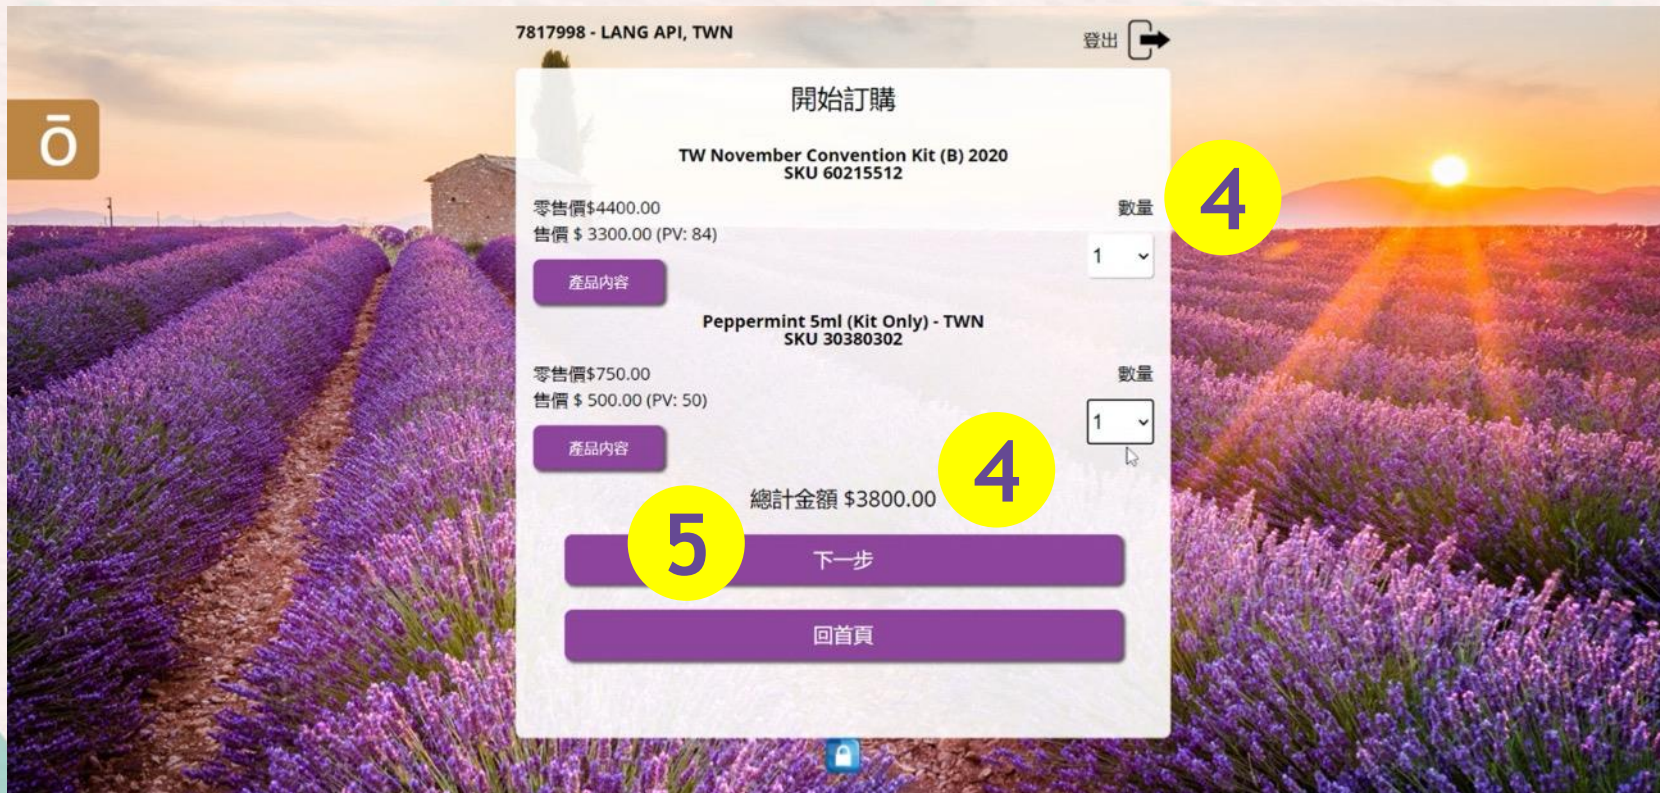 7817998 - LANG API, TWN
登出
ō
開始訂購
TW November Convention Kit (B) 2020
SKU 60215512
零售價$4400.00
數量
4
售價 $ 3300.00 (PV: 84)
1
產品內容
Peppermint 5ml (Kit Only) - TWN
SKU 30380302
零售價$750.00
數量
售價 $ 500.00 (PV: 50)
1
產品內容
4
總計金額 $3800.00
5
下一步
回首頁